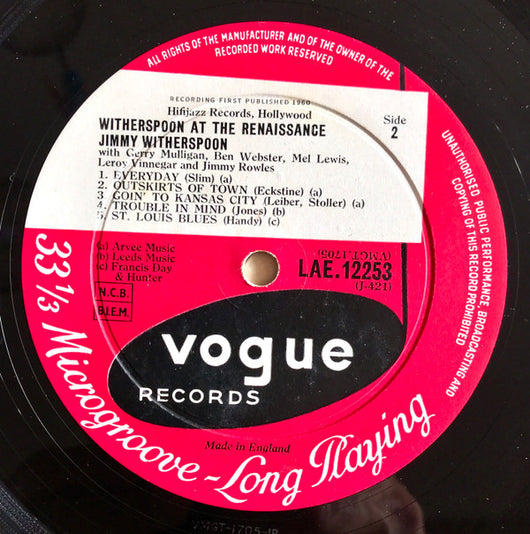 ALL RIGHTS OF THE MANUFACTURER AND OF THE OWNER OF THE
RECORDED WORK RESERVED
RECORDING FIRST PUBLISHED 1960
Hifijazz Records, Hollywood
WITHERSPOON AT THE RENAISSANCE
JIMMY WITHERSPOON
with Gerry Mulligan, Ben Webster, Mel Lewis,
Leroy Vinnegar and Jimmy Rowles
Side
2
1. EVERYDAY (Slim) (a)
2. OUTSKIRTS OF TOWN (Eckstine) (a)
3. GOIN' TO KANSAS CITY (Leiber, Stoller) (a)
4. TROUBLE IN MIND (Jones) (b)
5. ST. LOUIS BLUES (Handy) (c)
(a) Arvee Music
(b) Leeds Music
(c) Francis Day
& Hunter
(VMGT.1705)
LAE.12253
(J-421)
N.C.B.
B.I.E.M.
vogue
RECORDS
Made in England
UNAUTHORISED PUBLIC PERFORMANCE, BROADCASTING AND
COPYING OF THIS RECORD PROHIBITED
33 1/3 Microgroove-Long Playing
VMGT-1705-